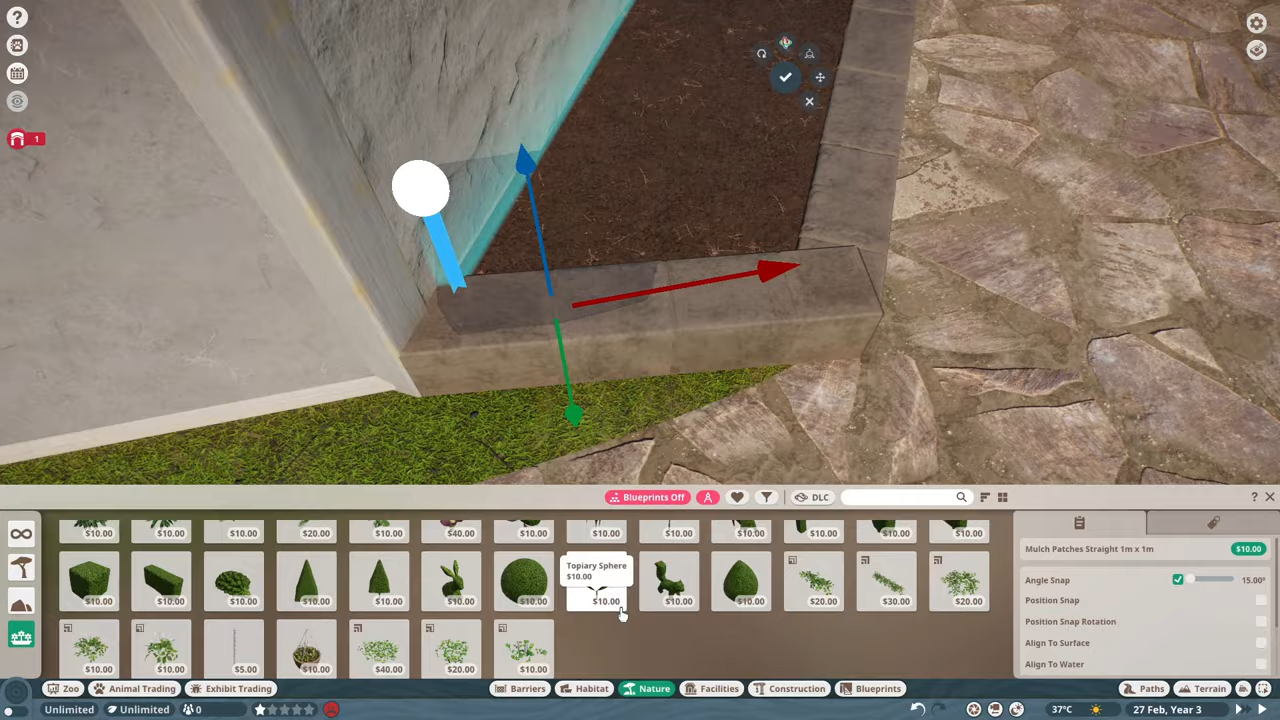 ?
1
Blueprints Off
DLC
? ✕
$10.00 $10.00 $10.00 $20.00 $10.00 $40.00 $10.00 $10.00 $10.00 $10.00 $10.00 $10.00 $10.00
Topiary Sphere
$10.00
$10.00 $10.00 $10.00 $10.00 $10.00 $10.00 $10.00 $10.00 $10.00 $10.00 $20.00 $30.00 $20.00
$10.00 $10.00 $5.00 $10.00 $40.00 $20.00 $10.00
Mulch Patches Straight 1m x 1m $10.00
Angle Snap 15.00°
Position Snap
Position Snap Rotation
Align To Surface
Align To Water
Zoo Animal Trading Exhibit Trading Barriers Habitat Nature Facilities Construction Blueprints Paths Terrain
Unlimited Unlimited 0 37°C 27 Feb, Year 3